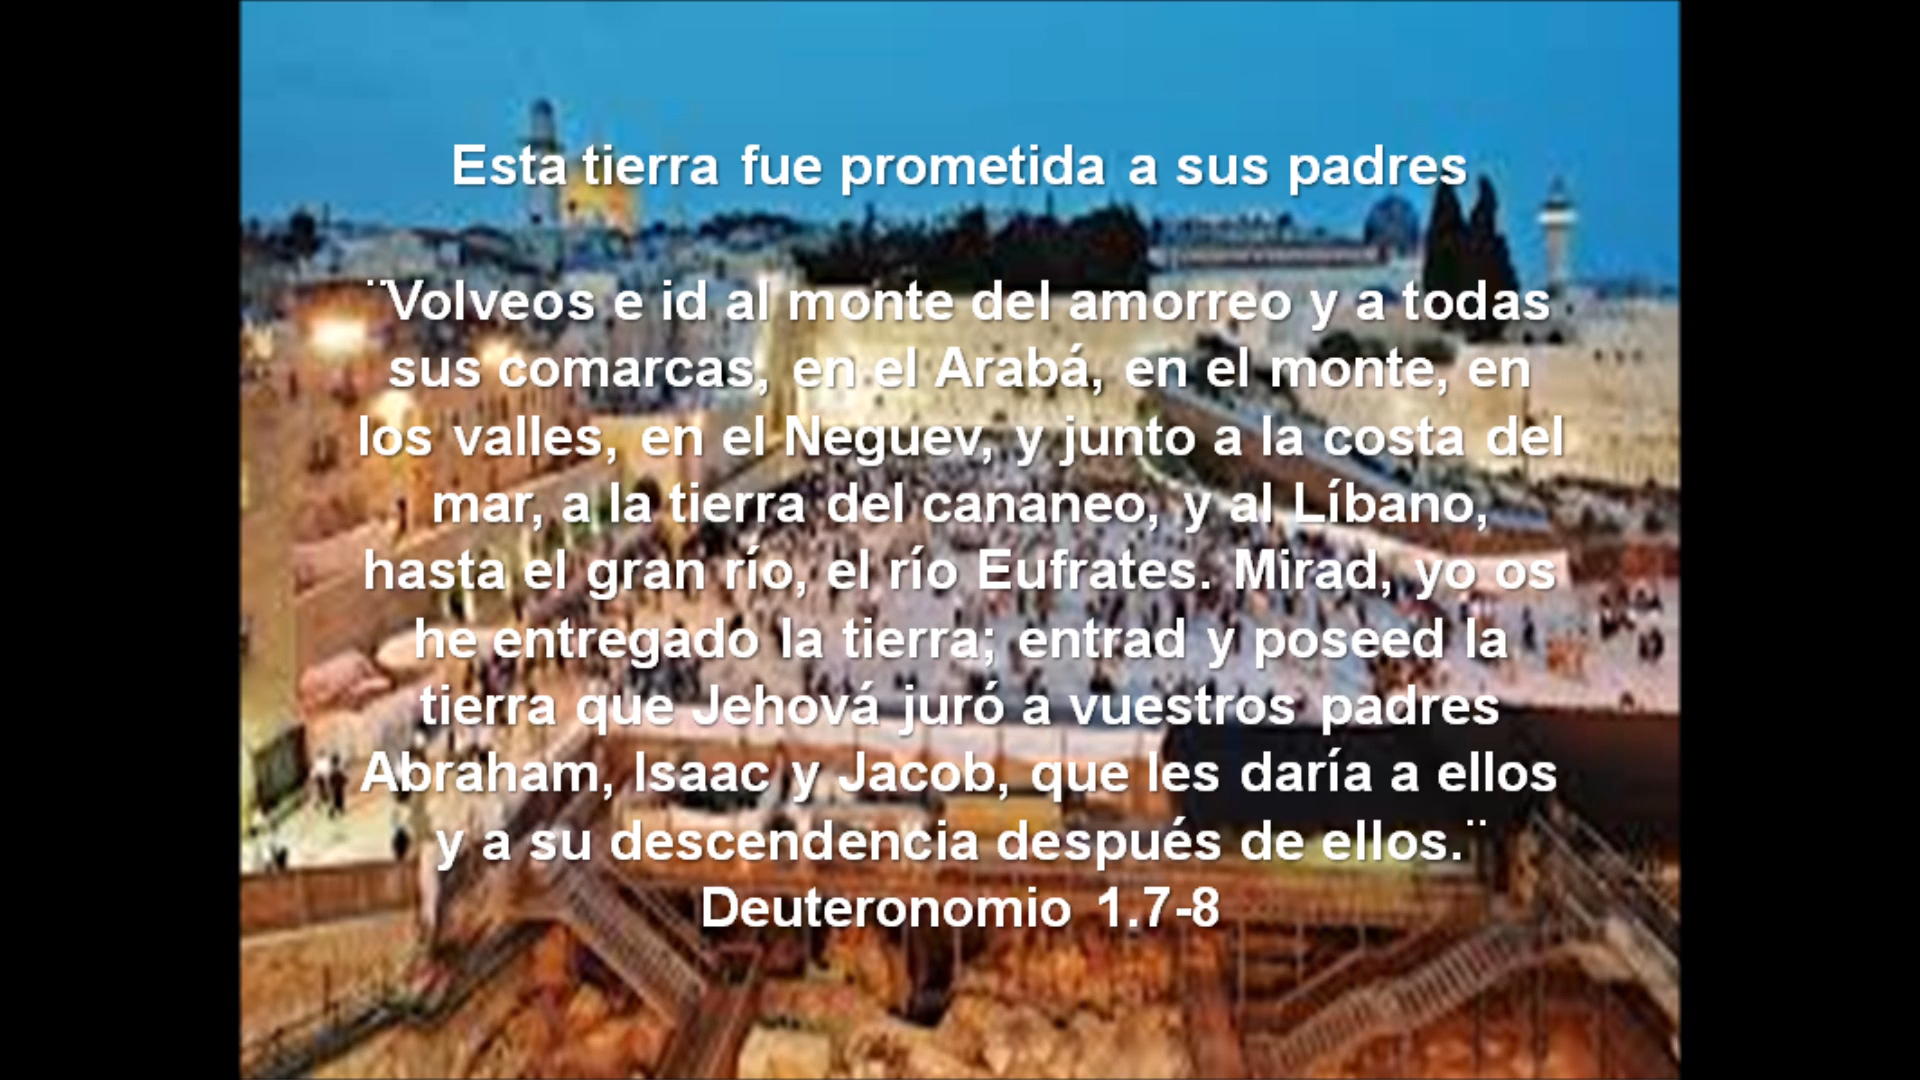 Esta tierra fue prometida a sus padres
¨Volveos e id al monte del amorreo y a todas
sus comarcas, en el Arabá, en el monte, en
los valles, en el Neguev, y junto a la costa del
mar, a la tierra del cananeo, y al Líbano,
hasta el gran río, el río Eufrates. Mirad, yo os
he entregado la tierra; entrad y poseed la
tierra que Jehová juró a vuestros padres
Abraham, Isaac y Jacob, que les daría a ellos
y a su descendencia después de ellos.¨
Deuteronomio 1.7-8